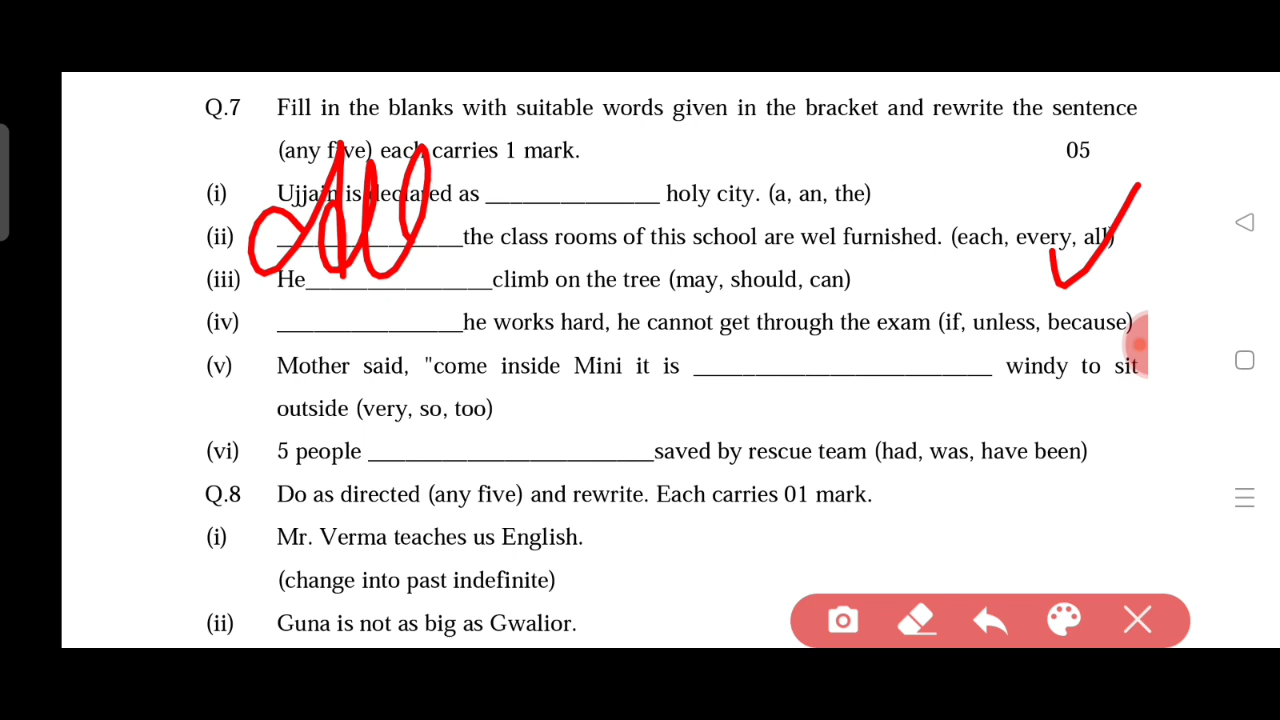 Q.7 Fill in the blanks with suitable words given in the bracket and rewrite the sentence
(any five) each carries 1 mark. 05
(i) Ujjain is declared as ________________ holy city. (a, an, the)
(ii) ________________the class rooms of this school are wel furnished. (each, every, all)
All
(iii) He________________climb on the tree (may, should, can)
(iv) ________________he works hard, he cannot get through the exam (if, unless, because)
(v) Mother said, "come inside Mini it is ________________________ windy to sit
outside (very, so, too)
(vi) 5 people ________________________saved by rescue team (had, was, have been)
Q.8 Do as directed (any five) and rewrite. Each carries 01 mark.
(i) Mr. Verma teaches us English.
(change into past indefinite)
(ii) Guna is not as big as Gwalior.